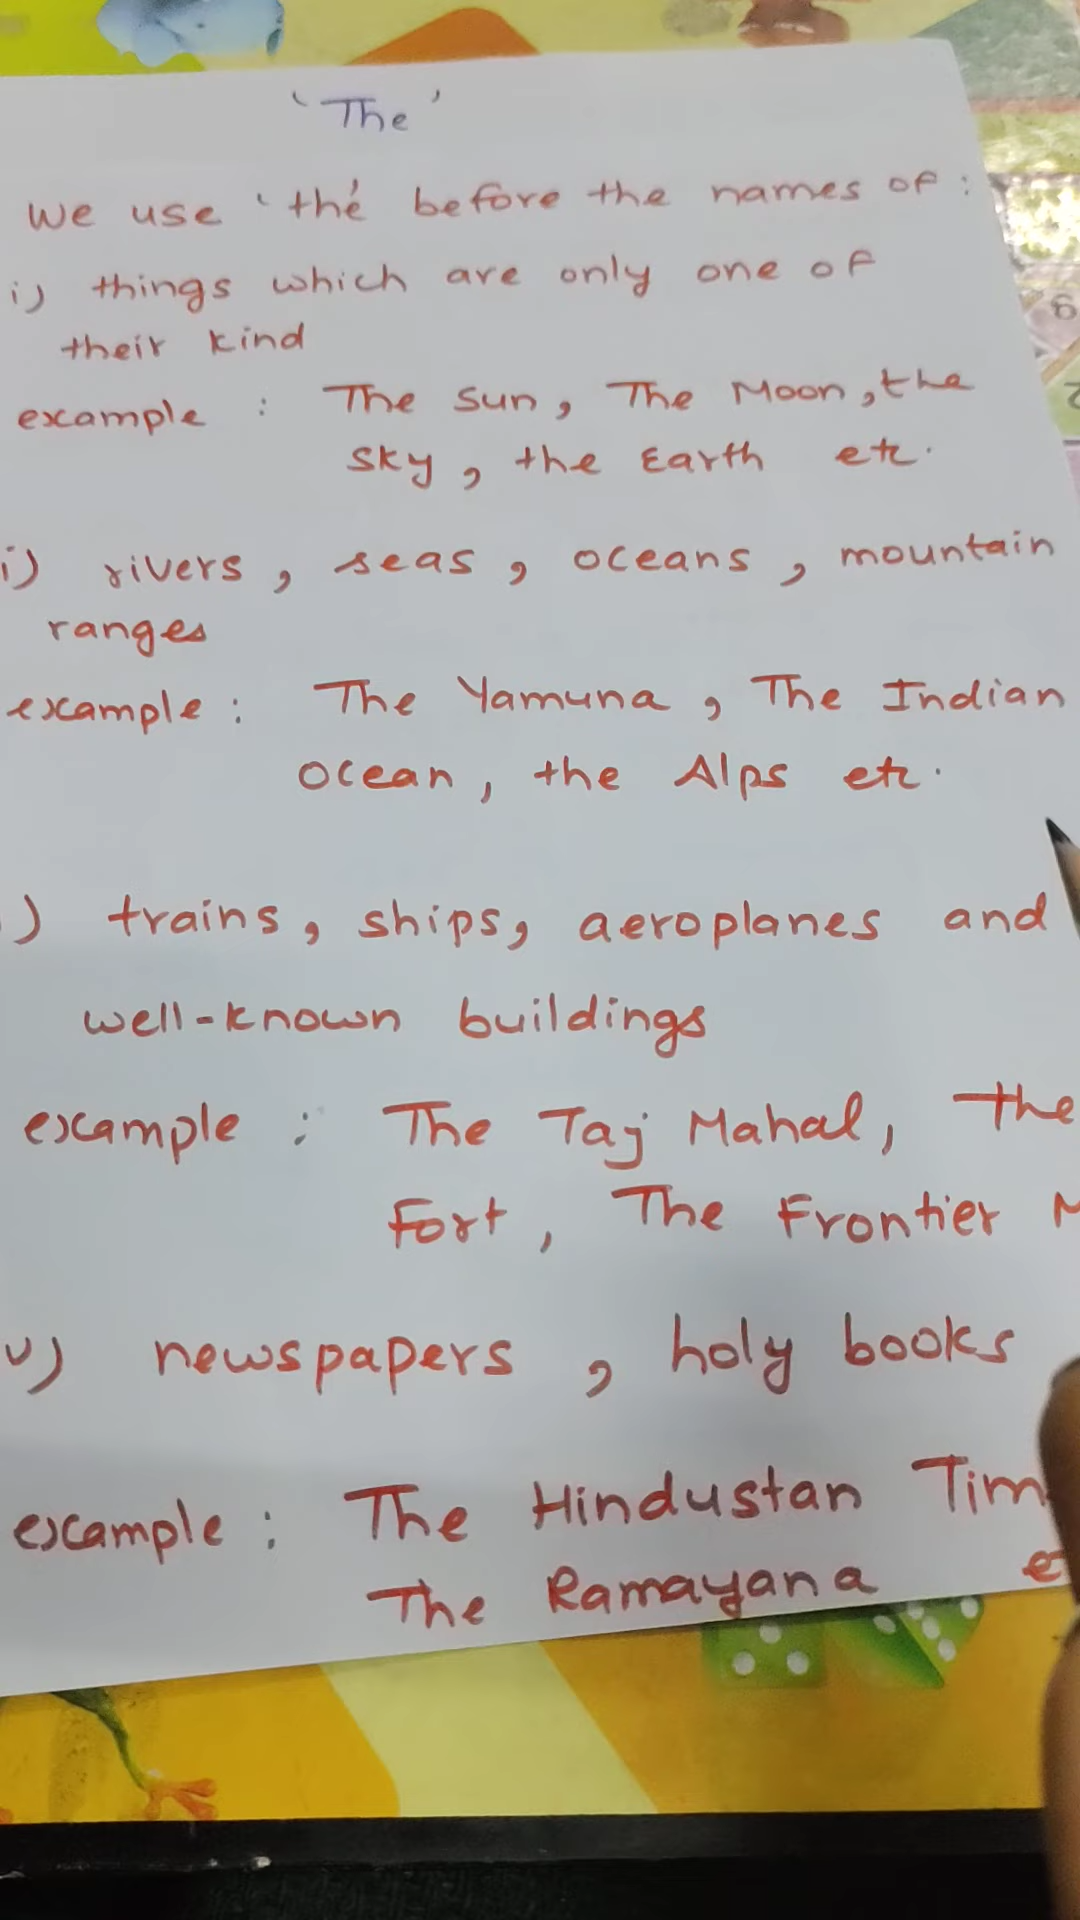 'The'
We use 'the' before the names of :
i) things which are only one of
their kind
example : The Sun, The Moon, the
sky, the Earth etc.
i) rivers, seas, oceans, mountain
ranges
example : The Yamuna, The Indian
Ocean, the Alps etc.
) trains, ships, aeroplanes and
well-known buildings
example : The Taj Mahal, The
Fort, The Frontier M
v) newspapers, holy books
example : The Hindustan Tim
The Ramayana e